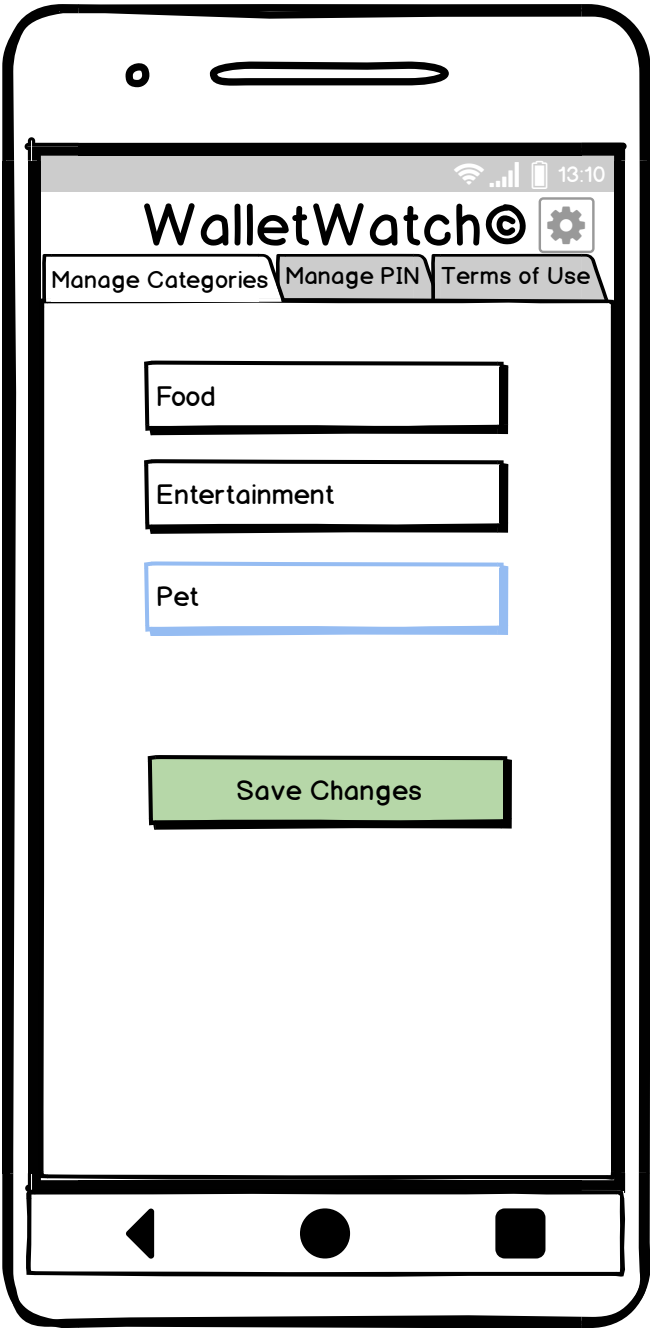 13:10
WalletWatch©
Manage Categories Manage PIN Terms of Use
Food
Entertainment
Pet
Save Changes